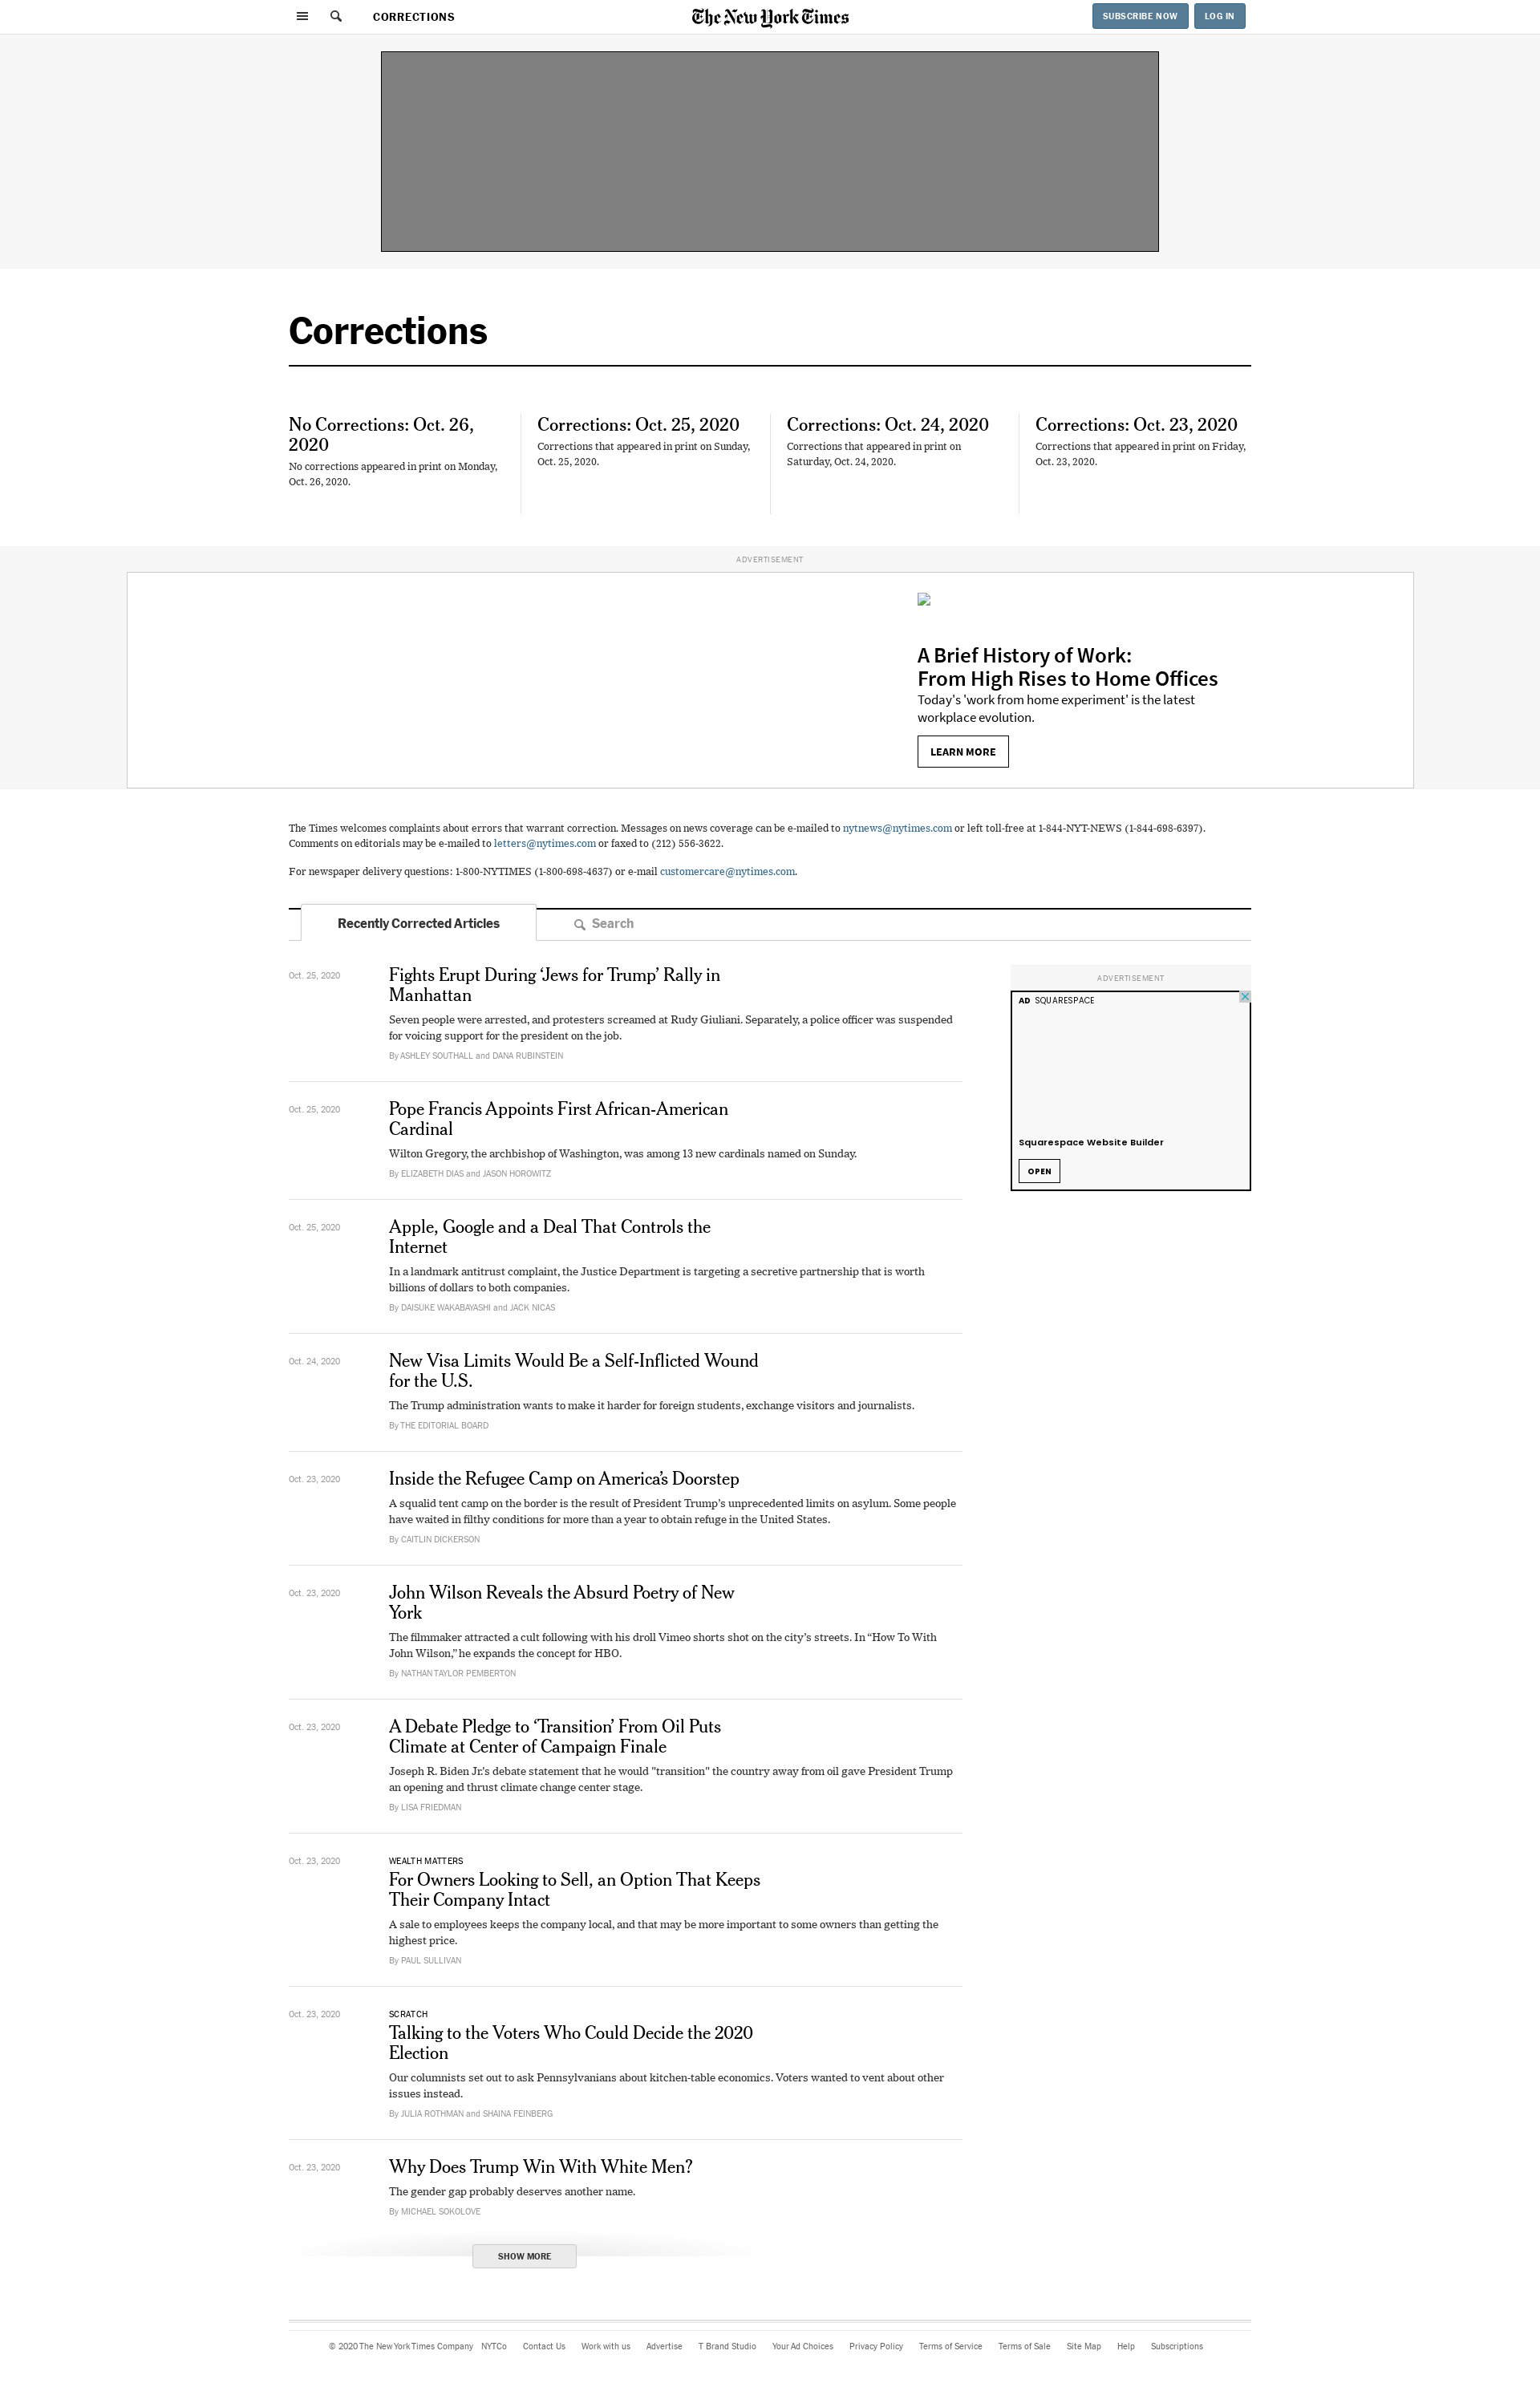 CORRECTIONS
The New York Times
SUBSCRIBE NOW
LOG IN
Corrections
No Corrections: Oct. 26,
2020
No corrections appeared in print on Monday,
Oct. 26, 2020.
Corrections: Oct. 25, 2020
Corrections that appeared in print on Sunday,
Oct. 25, 2020.
Corrections: Oct. 24, 2020
Corrections that appeared in print on
Saturday, Oct. 24, 2020.
Corrections: Oct. 23, 2020
Corrections that appeared in print on Friday,
Oct. 23, 2020.
ADVERTISEMENT
A Brief History of Work:
From High Rises to Home Offices
Today's 'work from home experiment' is the latest
workplace evolution.
LEARN MORE
The Times welcomes complaints about errors that warrant correction. Messages on news coverage can be e-mailed to nytnews@nytimes.com or left toll-free at 1-844-NYT-NEWS (1-844-698-6397).
Comments on editorials may be e-mailed to letters@nytimes.com or faxed to (212) 556-3622.
For newspaper delivery questions: 1-800-NYTIMES (1-800-698-4637) or e-mail customercare@nytimes.com.
Recently Corrected Articles
Search
Oct. 25, 2020
Fights Erupt During ‘Jews for Trump’ Rally in
Manhattan
Seven people were arrested, and protesters screamed at Rudy Giuliani. Separately, a police officer was suspended
for voicing support for the president on the job.
By ASHLEY SOUTHALL and DANA RUBINSTEIN
ADVERTISEMENT
AD SQUARESPACE
Squarespace Website Builder
OPEN
Oct. 25, 2020
Pope Francis Appoints First African-American
Cardinal
Wilton Gregory, the archbishop of Washington, was among 13 new cardinals named on Sunday.
By ELIZABETH DIAS and JASON HOROWITZ
Oct. 25, 2020
Apple, Google and a Deal That Controls the
Internet
In a landmark antitrust complaint, the Justice Department is targeting a secretive partnership that is worth
billions of dollars to both companies.
By DAISUKE WAKABAYASHI and JACK NICAS
Oct. 24, 2020
New Visa Limits Would Be a Self-Inflicted Wound
for the U.S.
The Trump administration wants to make it harder for foreign students, exchange visitors and journalists.
By THE EDITORIAL BOARD
Oct. 23, 2020
Inside the Refugee Camp on America’s Doorstep
A squalid tent camp on the border is the result of President Trump’s unprecedented limits on asylum. Some people
have waited in filthy conditions for more than a year to obtain refuge in the United States.
By CAITLIN DICKERSON
Oct. 23, 2020
John Wilson Reveals the Absurd Poetry of New
York
The filmmaker attracted a cult following with his droll Vimeo shorts shot on the city’s streets. In “How To With
John Wilson,” he expands the concept for HBO.
By NATHAN TAYLOR PEMBERTON
Oct. 23, 2020
A Debate Pledge to ‘Transition’ From Oil Puts
Climate at Center of Campaign Finale
Joseph R. Biden Jr.'s debate statement that he would "transition" the country away from oil gave President Trump
an opening and thrust climate change center stage.
By LISA FRIEDMAN
Oct. 23, 2020
WEALTH MATTERS
For Owners Looking to Sell, an Option That Keeps
Their Company Intact
A sale to employees keeps the company local, and that may be more important to some owners than getting the
highest price.
By PAUL SULLIVAN
Oct. 23, 2020
SCRATCH
Talking to the Voters Who Could Decide the 2020
Election
Our columnists set out to ask Pennsylvanians about kitchen-table economics. Voters wanted to vent about other
issues instead.
By JULIA ROTHMAN and SHAINA FEINBERG
Oct. 23, 2020
Why Does Trump Win With White Men?
The gender gap probably deserves another name.
By MICHAEL SOKOLOVE
SHOW MORE
© 2020 The New York Times Company NYTCo Contact Us Work with us Advertise T Brand Studio Your Ad Choices Privacy Policy Terms of Service Terms of Sale Site Map Help Subscriptions